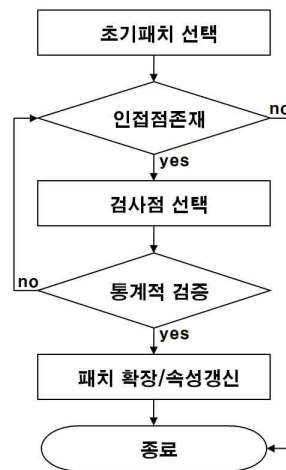 초기패치 선택
인접점존재
no
yes
검사점 선택
no
통계적 검증
yes
패치 확장/속성갱신
종료